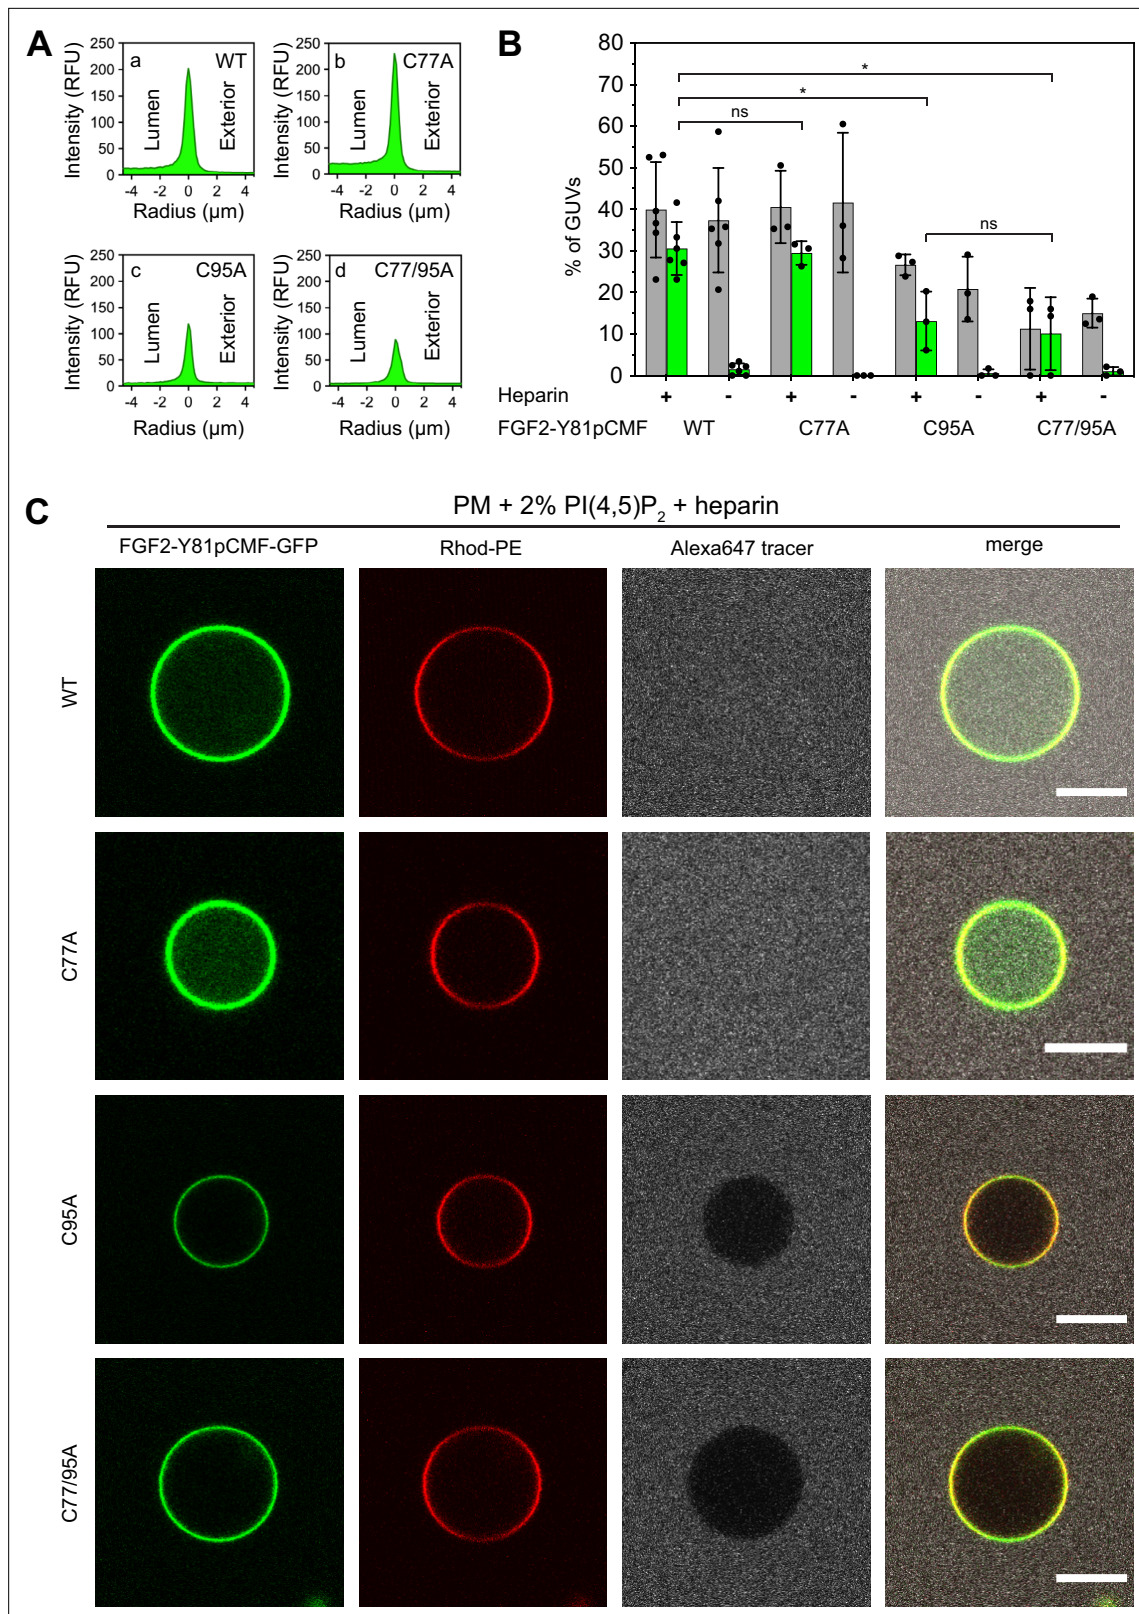 A
B
250
200
150
100
50
0
Intensity (RFU)
a
WT
Lumen
Exterior
-4 -2 0 2 4
Radius (µm)
250
200
150
100
50
0
Intensity (RFU)
b
C77A
Lumen
Exterior
-4 -2 0 2 4
Radius (µm)
250
200
150
100
50
0
Intensity (RFU)
c
C95A
Lumen
Exterior
-4 -2 0 2 4
Radius (µm)
250
200
150
100
50
0
Intensity (RFU)
d
C77/95A
Lumen
Exterior
-4 -2 0 2 4
Radius (µm)
80
70
60
50
40
30
20
10
0
% of GUVs
*
*
ns
ns
Heparin + - + - + - + -
FGF2-Y81pCMF WT C77A C95A C77/95A
C
PM + 2% PI(4,5)P2 + heparin
FGF2-Y81pCMF-GFP Rhod-PE Alexa647 tracer merge
WT
C77A
C95A
C77/95A